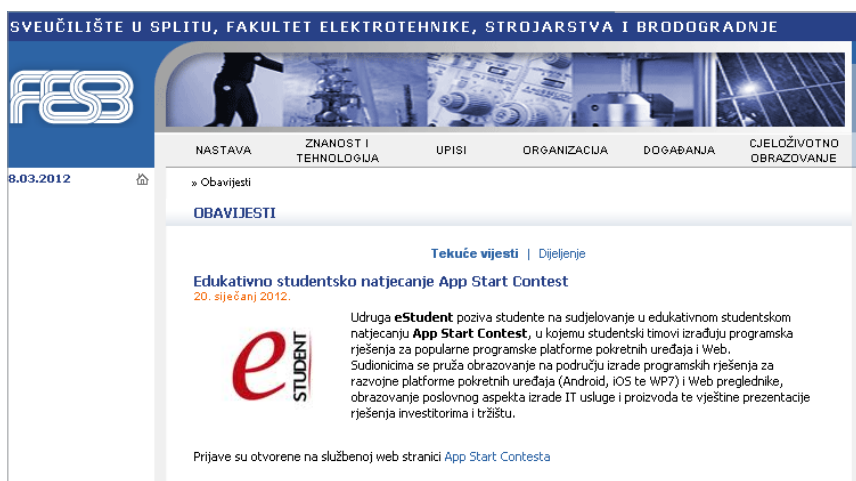 SVEUČILIŠTE U SPLITU, FAKULTET ELEKTROTEHNIKE, STROJARSTVA I BRODOGRADNJE
FESB
NASTAVA
ZNANOST I
TEHNOLOGIJA
UPISI
ORGANIZACIJA
DOGAĐANJA
CJELOŽIVOTNO
OBRAZOVANJE
8.03.2012
» Obavijesti
OBAVIJESTI
Tekuće vijesti | Dijeljenje
Edukativno studentsko natjecanje App Start Contest
20. siječanj 2012.
e STUDENT
Udruga eStudent poziva studente na sudjelovanje u edukativnom studentskom
natjecanju App Start Contest, u kojemu studentski timovi izrađuju programska
rješenja za popularne programske platforme pokretnih uređaja i Web.
Sudionicima se pruža obrazovanje na području izrade programskih rješenja za
razvojne platforme pokretnih uređaja (Android, iOS te WP7) i Web preglednike,
obrazovanje poslovnog aspekta izrade IT usluge i proizvoda te vještine prezentacije
rješenja investitorima i tržištu.
Prijave su otvorene na službenoj web stranici App Start Contesta